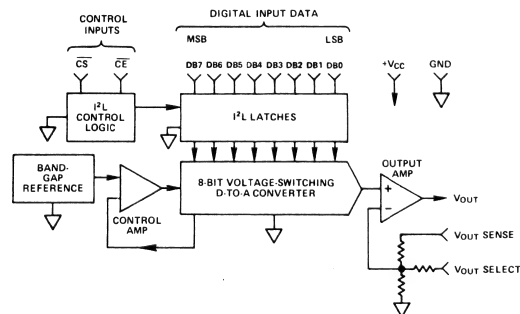 DIGITAL INPUT DATA
CONTROL
INPUTS
MSB
LSB
CS
CE
DB7 DB6 DB5 DB4 DB3 DB2 DB1 DB0
+VCC
GND
I²L
CONTROL
LOGIC
I²L LATCHES
BAND-
GAP
REFERENCE
CONTROL
AMP
8-BIT VOLTAGE-SWITCHING
D-TO-A CONVERTER
OUTPUT
AMP
+
−
VOUT
VOUT SENSE
VOUT SELECT